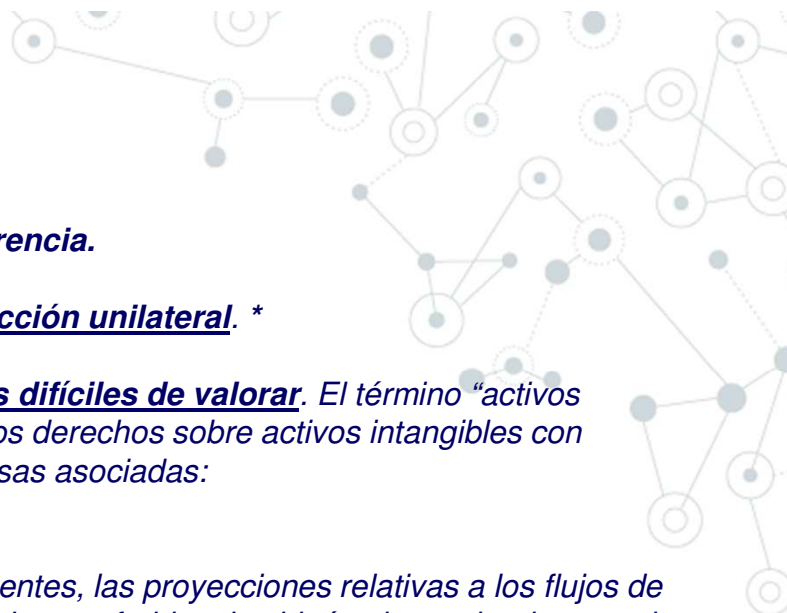 rencia.
cción unilateral. *
s difíciles de valorar. El término “activos
os derechos sobre activos intangibles con
sas asociadas:
entes, las proyecciones relativas a los flujos de